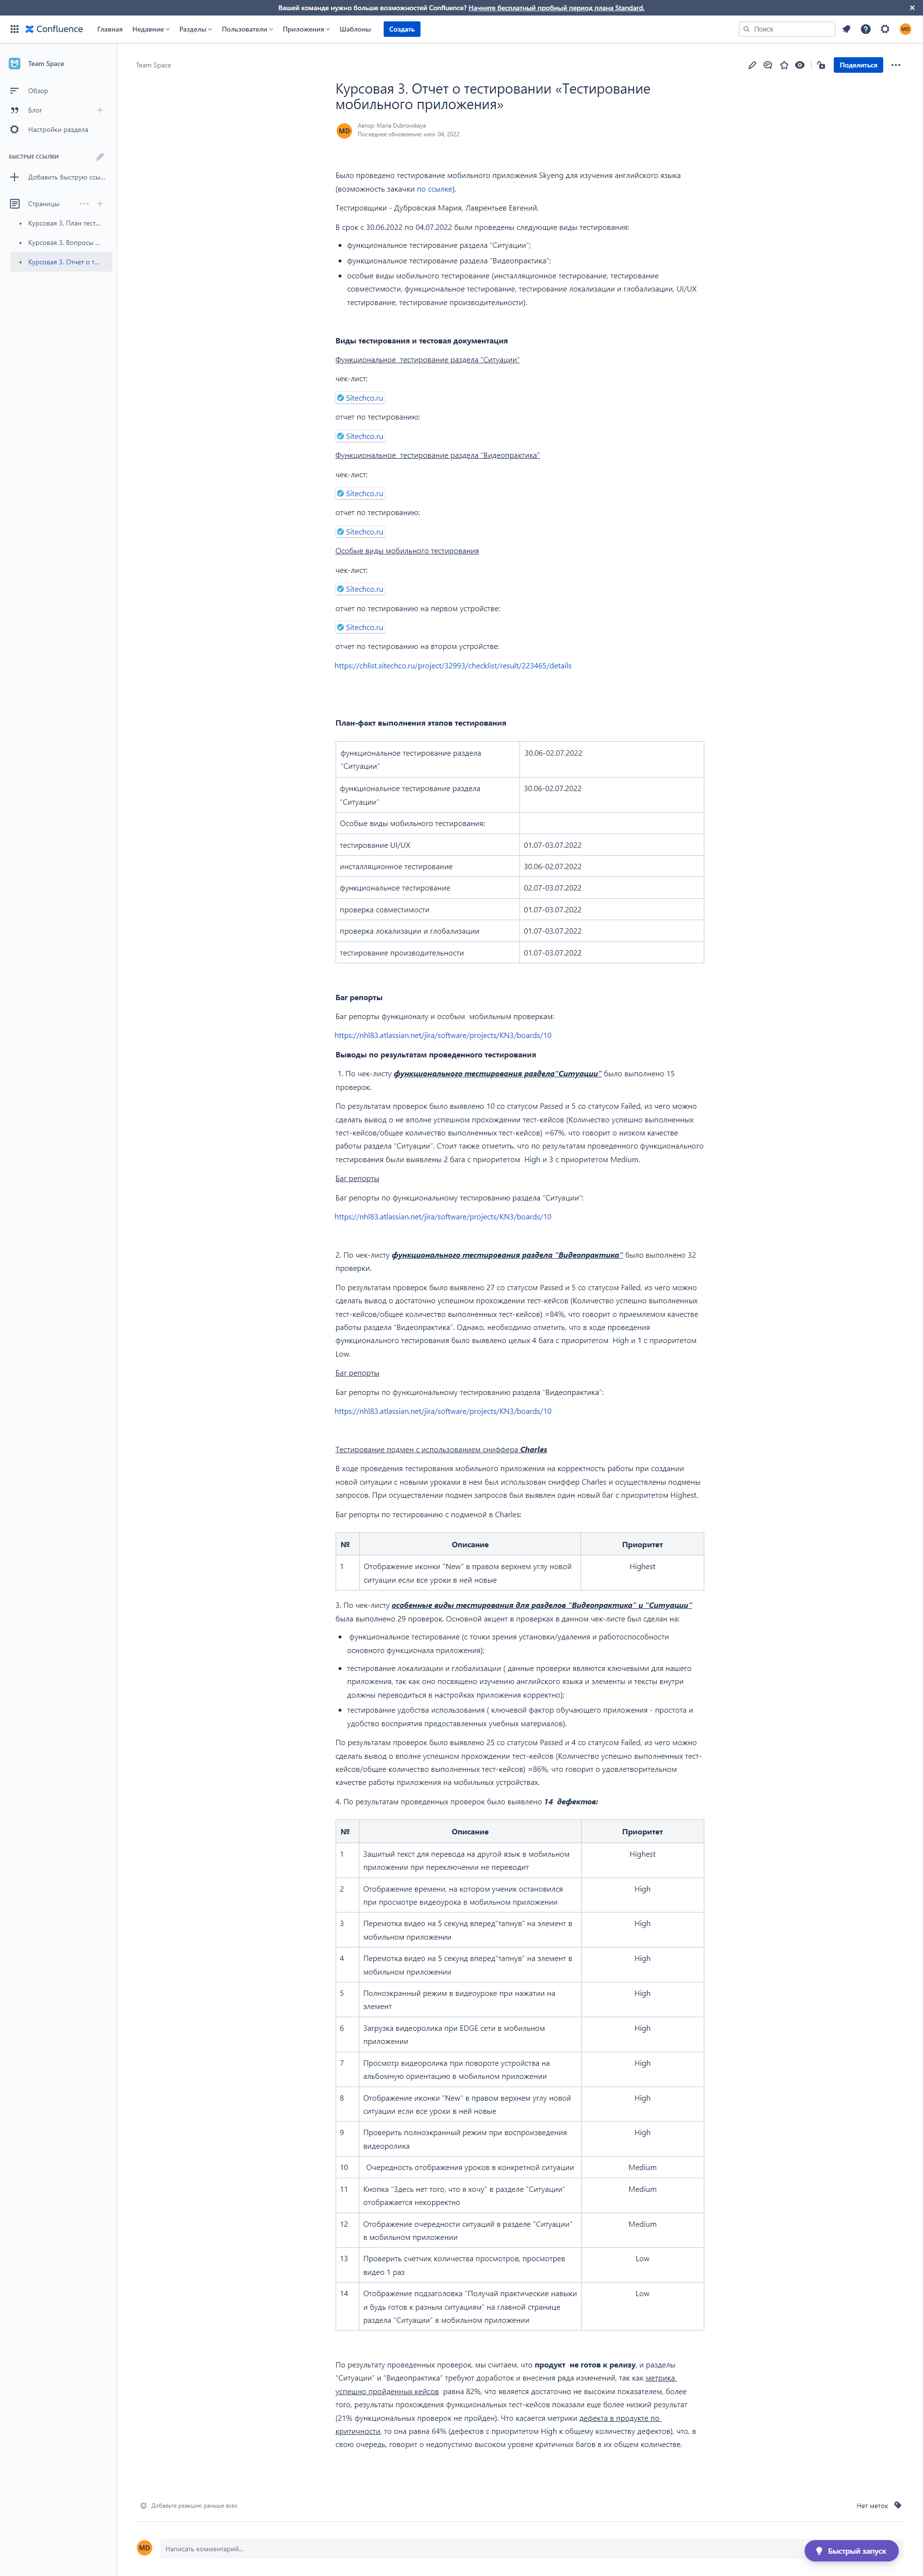 Вашей команде нужно больше возможностей Confluence? Начните бесплатный пробный период плана Standard.
Confluence Главная Недавние Разделы Пользователи Приложения Шаблоны Создать Поиск MD
Team Space
Обзор
Блог
Настройки раздела
БЫСТРЫЕ ССЫЛКИ
Добавить быструю ссы...
Страницы
Курсовая 3. План тест...
Курсовая 3. Вопросы ...
Курсовая 3. Отчет о т...
Team Space Поделиться
Курсовая 3. Отчет о тестировании «Тестирование
мобильного приложения»
MD
Автор: Maria Dubrovskaya
Последнее обновление: июл. 04, 2022
Было проведено тестирование мобильного приложения Skyeng для изучения английского языка
(возможность закачки по ссылке).
Тестировщики - Дубровская Мария, Лаврентьев Евгений.
В срок с 30.06.2022 по 04.07.2022 были проведены следующие виды тестирования:
• функциональное тестирование раздела "Ситуации";
• функциональное тестирование раздела "Видеопрактика";
• особые виды мобильного тестирования (инсталляционное тестирование, тестирование
совместимости, функциональное тестирование, тестирование локализации и глобализации, UI/UX
тестирование, тестирование производительности).
Виды тестирования и тестовая документация
Функциональное тестирование раздела "Ситуации"
чек-лист:
Sitechco.ru
отчет по тестированию:
Sitechco.ru
Функциональное тестирование раздела "Видеопрактика"
чек-лист:
Sitechco.ru
отчет по тестированию:
Sitechco.ru
Особые виды мобильного тестирования
чек-лист:
Sitechco.ru
отчет по тестированию на первом устройстве:
Sitechco.ru
отчет по тестированию на втором устройстве:
https://chlist.sitechco.ru/project/32993/checklist/result/223465/details
План-факт выполнения этапов тестирования
функциональное тестирование раздела 30.06-02.07.2022
"Ситуации"
функциональное тестирование раздела 30.06-02.07.2022
"Ситуации"
Особые виды мобильного тестирования:
тестирование UI/UX 01.07-03.07.2022
инсталляционное тестирование 30.06-02.07.2022
функциональное тестирование 02.07-03.07.2022
проверка совместимости 01.07-03.07.2022
проверка локализации и глобализации 01.07-03.07.2022
тестирование производительности 01.07-03.07.2022
Баг репорты
Баг репорты функционалу и особым мобильным проверкам:
https://nhl83.atlassian.net/jira/software/projects/KN3/boards/10
Выводы по результатам проведенного тестирования
1. По чек-листу функционального тестирования раздела"Ситуации" было выполнено 15
проверок.
По результатам проверок было выявлено 10 со статусом Passed и 5 со статусом Failed, из чего можно
сделать вывод о не вполне успешном прохождении тест-кейсов (Количество успешно выполненных
тест-кейсов/общее количество выполненных тест-кейсов) =67%, что говорит о низком качестве
работы раздела "Ситуации". Стоит также отметить, что по результатам проведенного функционального
тестирования были выявлены 2 бага с приоритетом High и 3 с приоритетом Medium.
Баг репорты
Баг репорты по функциональному тестированию раздела "Ситуации":
https://nhl83.atlassian.net/jira/software/projects/KN3/boards/10
2. По чек-листу функционального тестирования раздела "Видеопрактика" было выполнено 32
проверки.
По результатам проверок было выявлено 27 со статусом Passed и 5 со статусом Failed, из чего можно
сделать вывод о достаточно успешном прохождении тест-кейсов (Количество успешно выполненных
тест-кейсов/общее количество выполненных тест-кейсов) =84%, что говорит о приемлемом качестве
работы раздела "Видеопрактика". Однако, необходимо отметить, что в ходе проведения
функционального тестирования было выявлено целых 4 бага с приоритетом High и 1 с приоритетом
Low.
Баг репорты
Баг репорты по функциональному тестированию раздела "Видеопрактика":
https://nhl83.atlassian.net/jira/software/projects/KN3/boards/10
Тестирование подмен с использованием сниффера Charles
В ходе проведения тестирования мобильного приложения на корректность работы при создании
новой ситуации с новыми уроками в нем был использован сниффер Charles и осуществлены подмены
запросов. При осуществлении подмен запросов был выявлен один новый баг с приоритетом Highest.
Баг репорты по тестированию с подменой в Charles:
№ Описание Приоритет
1 Отображение иконки "New" в правом верхнем углу новой Highest
ситуации если все уроки в ней новые
3. По чек-листу особенные виды тестирования для разделов "Видеопрактика" и "Ситуации"
была выполнено 29 проверок. Основной акцент в проверках в данном чек-листе был сделан на:
• функциональное тестирование (с точки зрения установки/удаления и работоспособности
основного функционала приложения);
• тестирование локализации и глобализации ( данные проверки являются ключевыми для нашего
приложения, так как оно посвящено изучению английского языка и элементы и тексты внутри
должны переводиться в настройках приложения корректно);
• тестирование удобства использования ( ключевой фактор обучающего приложения - простота и
удобство восприятия предоставленных учебных материалов).
По результатам проверок было выявлено 25 со статусом Passed и 4 со статусом Failed, из чего можно
сделать вывод о вполне успешном прохождении тест-кейсов (Количество успешно выполненных тест-
кейсов/общее количество выполненных тест-кейсов) =86%, что говорит о удовлетворительном
качестве работы приложения на мобильных устройствах.
4. По результатам проведенных проверок было выявлено 14 дефектов:
№ Описание Приоритет
1 Зашитый текст для перевода на другой язык в мобильном Highest
приложении при переключении не переводит
2 Отображение времени, на котором ученик остановился High
при просмотре видеоурока в мобильном приложении
3 Перемотка видео на 5 секунд вперед"тапнув" на элемент в High
мобильном приложении
4 Перемотка видео на 5 секунд вперед"тапнув" на элемент в High
мобильном приложении
5 Полноэкранный режим в видеоуроке при нажатии на High
элемент
6 Загрузка видеоролика при EDGE сети в мобильном High
приложении
7 Просмотр видеоролика при повороте устройства на High
альбомную ориентацию в мобильном приложении
8 Отображение иконки "New" в правом верхнем углу новой High
ситуации если все уроки в ней новые
9 Проверить полноэкранный режим при воспроизведения High
видеоролика
10 Очередность отображения уроков в конкретной ситуации Medium
11 Кнопка "Здесь нет того, что я хочу" в разделе "Ситуации" Medium
отображается некорректно
12 Отображение очередности ситуаций в разделе "Ситуации" Medium
в мобильном приложении
13 Проверить счетчик количества просмотров, просмотрев Low
видео 1 раз
14 Отображение подзаголовка "Получай практические навыки Low
и будь готов к разным ситуациям" на главной странице
раздела "Ситуации" в мобильном приложении
По результату проведенных проверок, мы считаем, что продукт не готов к релизу, и разделы
"Ситуации" и "Видеопрактика" требуют доработок и внесения ряда изменений, так как метрика
успешно пройденных кейсов равна 82%, что является достаточно не высоким показателем, более
того, результаты прохождения функциональных тест-кейсов показали еще более низкий результат
(21% функциональных проверок не пройден). Что касается метрики дефекта в продукте по
критичности, то она равна 64% (дефектов с приоритетом High к общему количеству дефектов), что, в
свою очередь, говорит о недопустимо высоком уровне критичных багов в их общем количестве.
Добавьте реакцию раньше всех Нет меток
MD Написать комментарий... Быстрый запуск